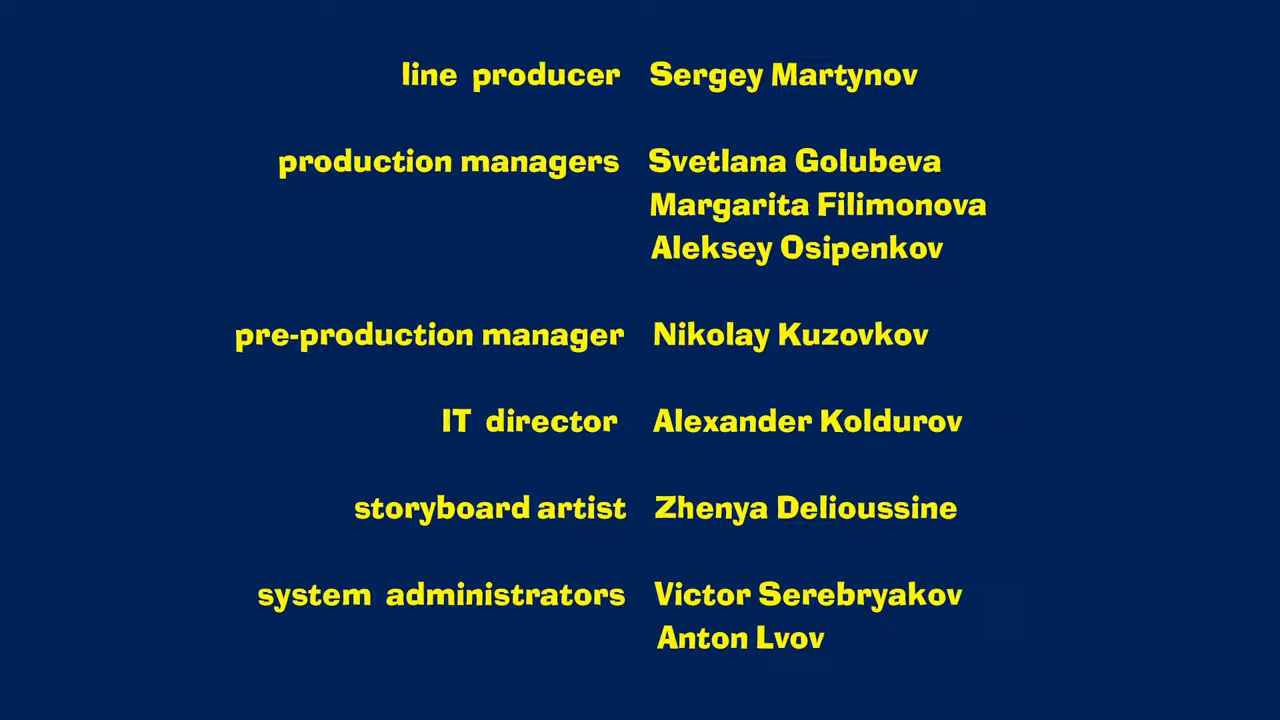 line producer Sergey Martynov
production managers Svetlana Golubeva
Margarita Filimonova
Aleksey Osipenkov
pre-production manager Nikolay Kuzovkov
IT director Alexander Koldurov
storyboard artist Zhenya Delioussine
system administrators Victor Serebryakov
Anton Lvov